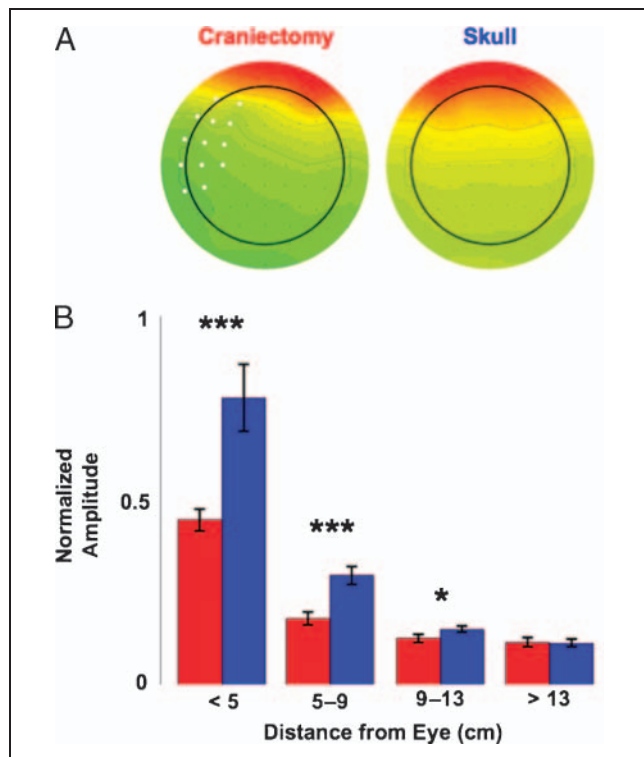 A
Craniectomy Skull
B
1
***
***
*
0.5
0
Normalized
Amplitude
< 5 5–9 9–13 > 13
Distance from Eye (cm)